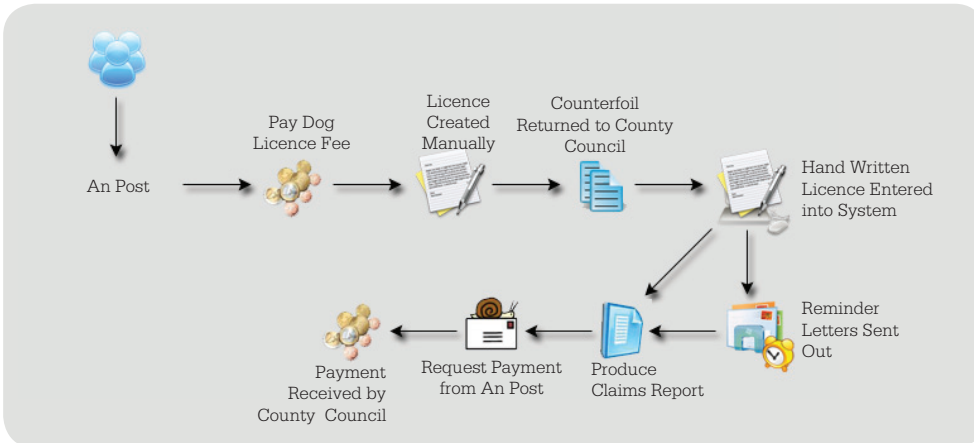 An Post
Pay Dog
Licence Fee
Licence
Created
Manually
Counterfoil
Returned to County
Council
Hand Written
Licence Entered
into System
Reminder
Letters Sent
Out
Produce
Claims Report
Request Payment
from An Post
Payment
Received by
County Council